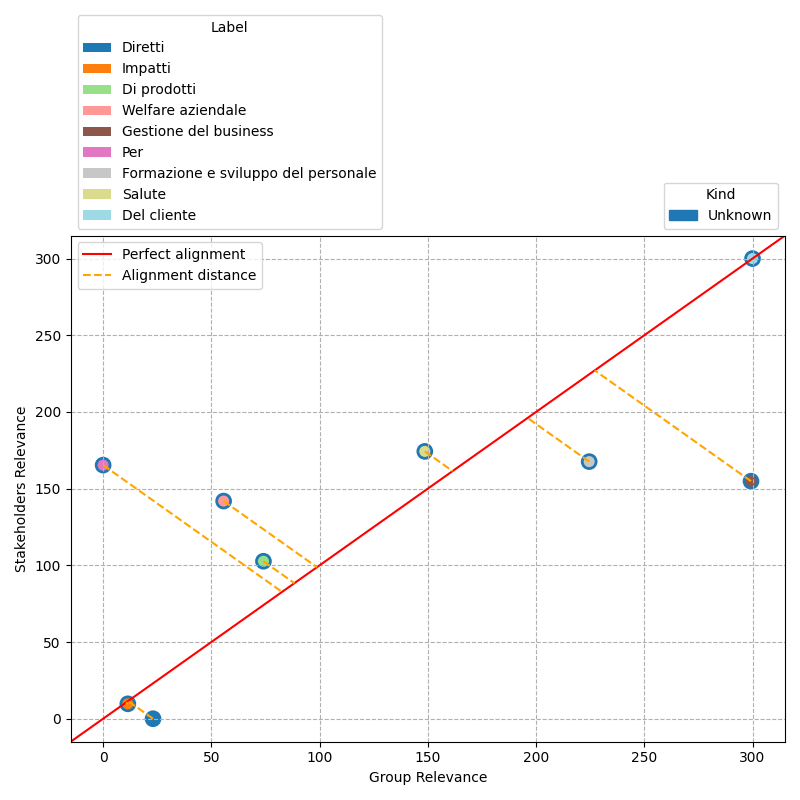 Label
Diretti
Impatti
Di prodotti
Welfare aziendale
Gestione del business
Per
Formazione e sviluppo del personale
Salute
Del cliente
Kind
Unknown
Perfect alignment
Alignment distance
300
250
200
150
100
50
0
Stakeholders Relevance
0 50 100 150 200 250 300
Group Relevance